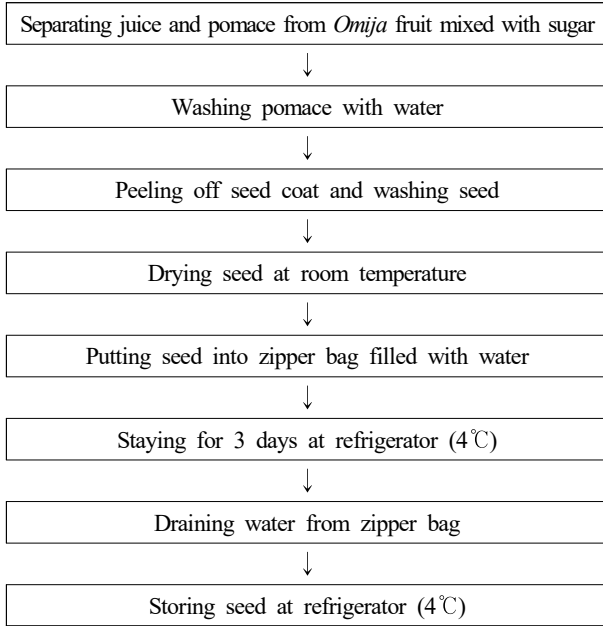 Separating juice and pomace from Omija fruit mixed with sugar
↓
Washing pomace with water
↓
Peeling off seed coat and washing seed
↓
Drying seed at room temperature
↓
Putting seed into zipper bag filled with water
↓
Staying for 3 days at refrigerator (4℃)
↓
Draining water from zipper bag
↓
Storing seed at refrigerator (4℃)